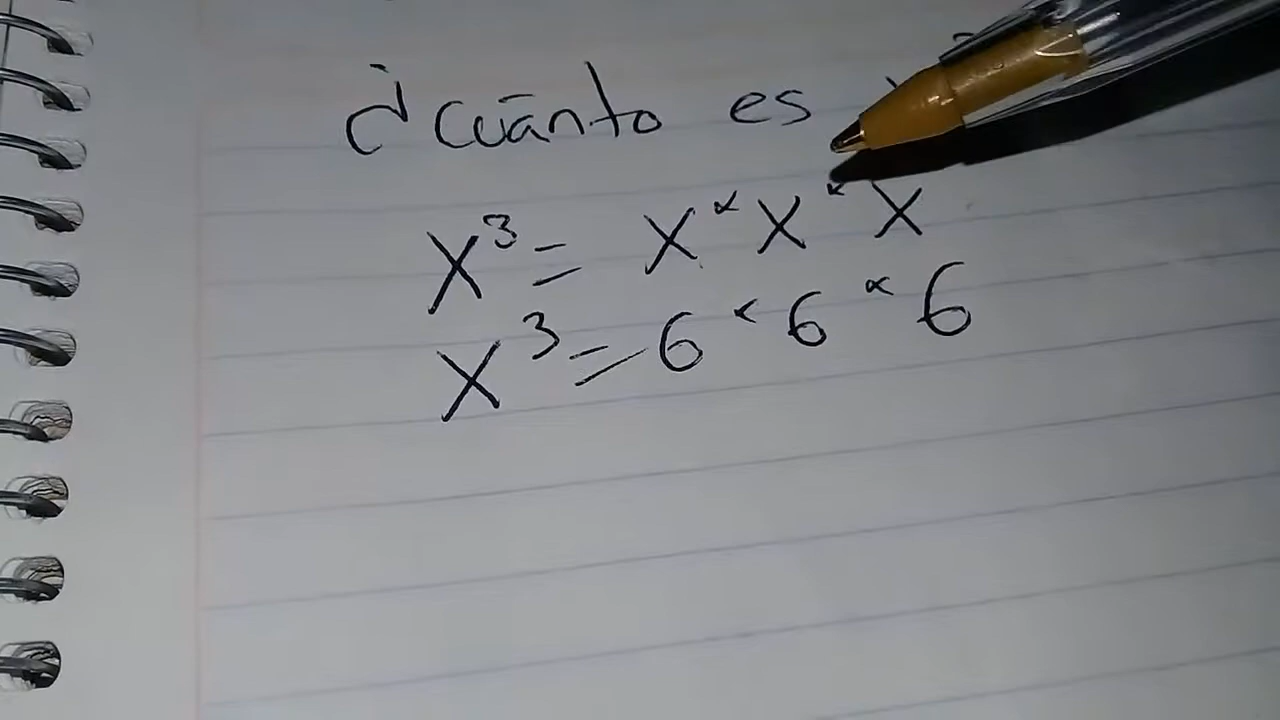 ¿cuánto es
X³ = X × X × X
X³ = 6 × 6 × 6